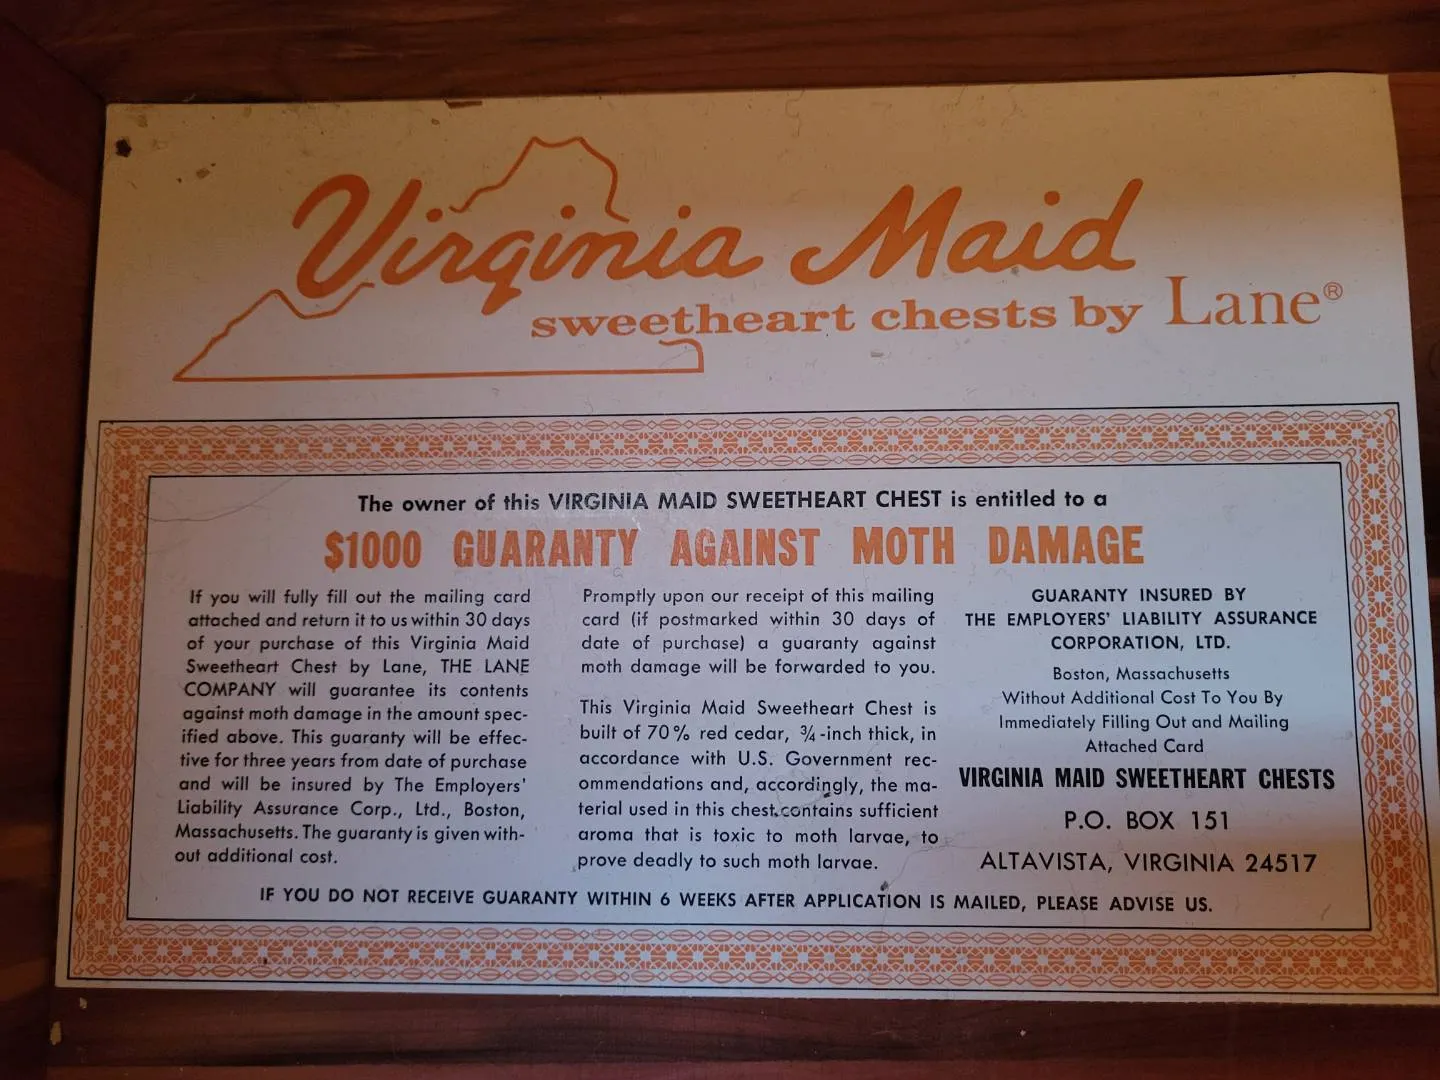 Virginia Maid
sweetheart chests by Lane®
The owner of this VIRGINIA MAID SWEETHEART CHEST is entitled to a
$1000 GUARANTY AGAINST MOTH DAMAGE
If you will fully fill out the mailing card
attached and return it to us within 30 days
of your purchase of this Virginia Maid
Sweetheart Chest by Lane, THE LANE
COMPANY will guarantee its contents
against moth damage in the amount spec-
ified above. This guaranty will be effec-
tive for three years from date of purchase
and will be insured by The Employers'
Liability Assurance Corp., Ltd., Boston,
Massachusetts. The guaranty is given with-
out additional cost.
Promptly upon our receipt of this mailing
card (if postmarked within 30 days of
date of purchase) a guaranty against
moth damage will be forwarded to you.
This Virginia Maid Sweetheart Chest is
built of 70% red cedar, ¾-inch thick, in
accordance with U.S. Government rec-
ommendations and, accordingly, the ma-
terial used in this chest contains sufficient
aroma that is toxic to moth larvae, to
prove deadly to such moth larvae.
GUARANTY INSURED BY
THE EMPLOYERS' LIABILITY ASSURANCE
CORPORATION, LTD.
Boston, Massachusetts
Without Additional Cost To You By
Immediately Filling Out and Mailing
Attached Card
VIRGINIA MAID SWEETHEART CHESTS
P.O. BOX 151
ALTAVISTA, VIRGINIA 24517
IF YOU DO NOT RECEIVE GUARANTY WITHIN 6 WEEKS AFTER APPLICATION IS MAILED, PLEASE ADVISE US.